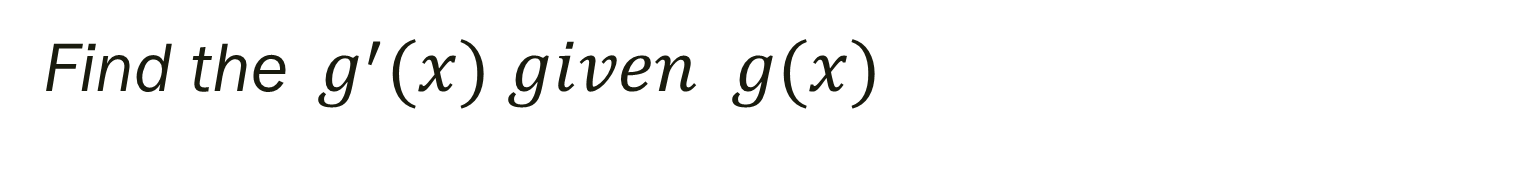 Find the g′(x) given g(x)